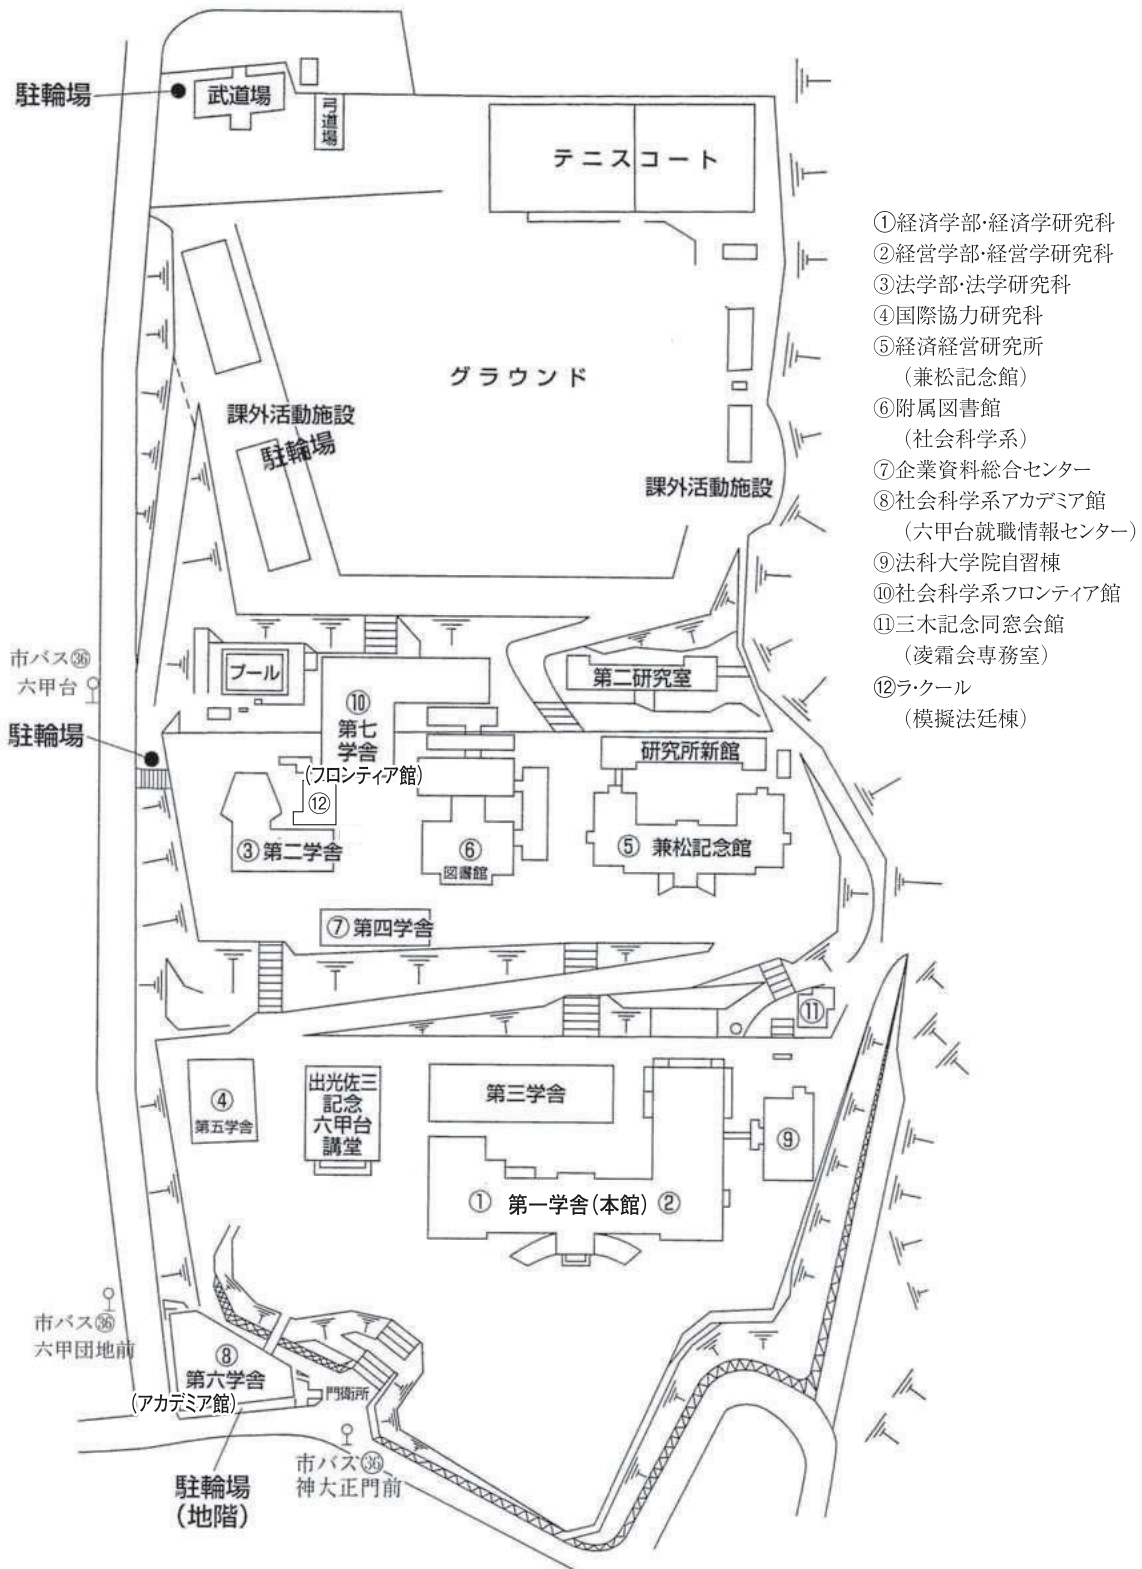 駐輪場
武道場
弓道場
テニスコート
①経済学部・経済学研究科
②経営学部・経営学研究科
③法学部・法学研究科
④国際協力研究科
⑤経済経営研究所
（兼松記念館）
⑥附属図書館
（社会科学系）
⑦企業資料総合センター
⑧社会科学系アカデミア館
（六甲台就職情報センター）
⑨法科大学院自習棟
⑩社会科学系フロンティア館
⑪三木記念同窓会館
（凌霜会専務室）
⑫ラ・クール
（模擬法廷棟）
グラウンド
課外活動施設
駐輪場
課外活動施設
市バス㊱
六甲台
プール
第二研究室
⑩
第七
学舎
(フロンティア館)
駐輪場
研究所新館
⑫
③第二学舎
⑥
図書館
⑤ 兼松記念館
⑦第四学舎
⑪
④
第五学舎
出光佐三
記念
六甲台
講堂
第三学舎
⑨
① 第一学舎(本館) ②
市バス㊱
六甲団地前
⑧
第六学舎
(アカデミア館)
門衛所
市バス㊱
神大正門前
駐輪場
(地階)